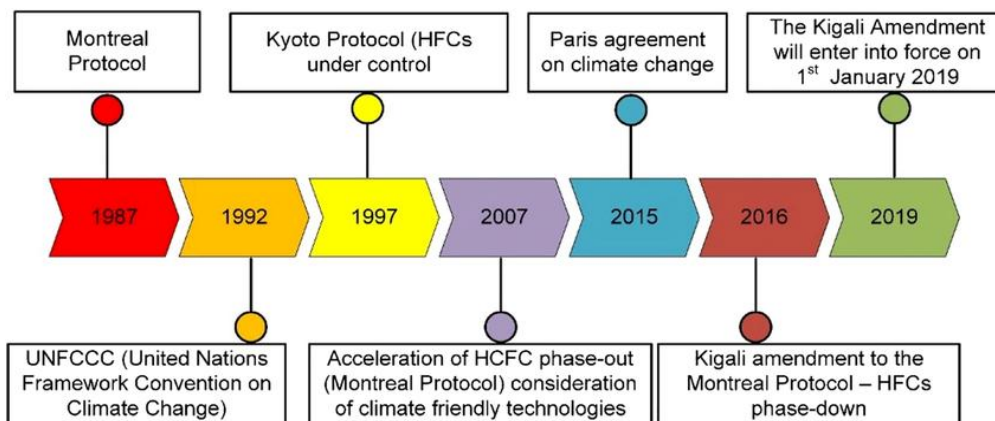 Montreal
Protocol
Kyoto Protocol (HFCs
under control
Paris agreement
on climate change
The Kigali Amendment
will enter into force on
1st January 2019
1987
1992
1997
2007
2015
2016
2019
UNFCCC (United Nations
Framework Convention on
Climate Change)
Acceleration of HCFC phase-out
(Montreal Protocol) consideration
of climate friendly technologies
Kigali amendment to the
Montreal Protocol – HFCs
phase-down